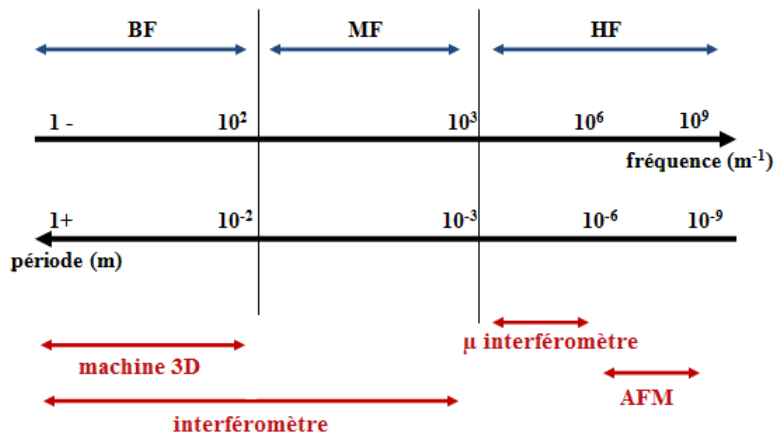 BF MF HF
1 - 10² 10³ 10⁶ 10⁹
fréquence (m⁻¹)
1+ 10⁻² 10⁻³ 10⁻⁶ 10⁻⁹
période (m)
µ interféromètre
machine 3D
AFM
interféromètre